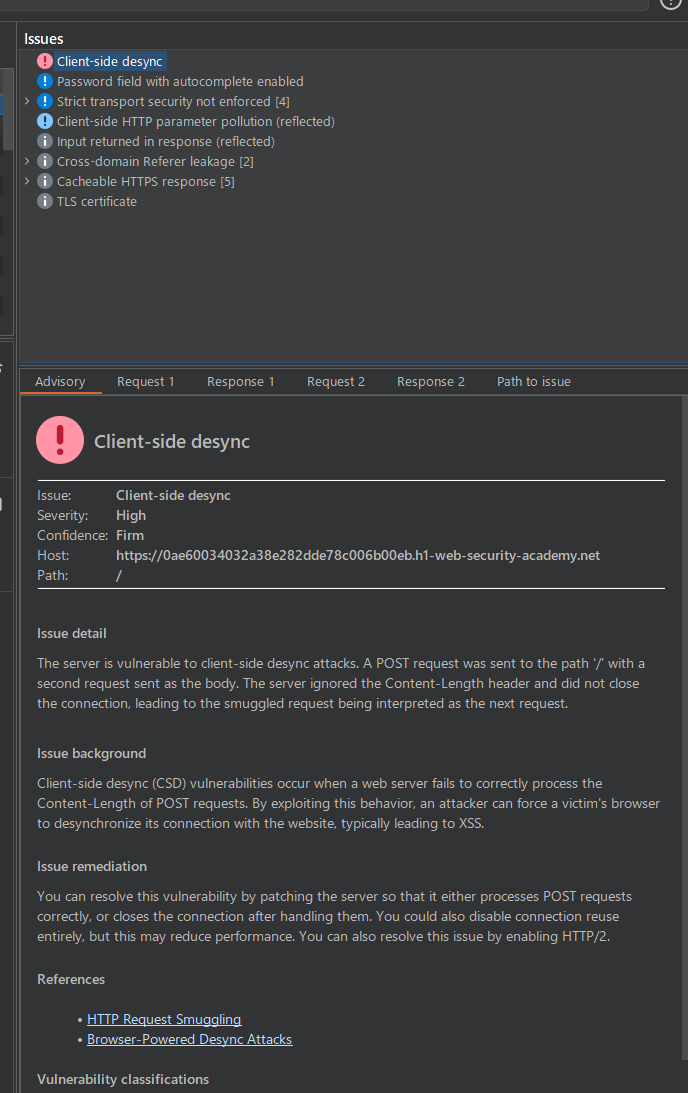 Issues
Client-side desync
Password field with autocomplete enabled
Strict transport security not enforced [4]
Client-side HTTP parameter pollution (reflected)
Input returned in response (reflected)
Cross-domain Referer leakage [2]
Cacheable HTTPS response [5]
TLS certificate
Advisory Request 1 Response 1 Request 2 Response 2 Path to issue
Client-side desync
Issue: Client-side desync
Severity: High
Confidence: Firm
Host: https://0ae60034032a38e282dde78c006b00eb.h1-web-security-academy.net
Path: /
Issue detail
The server is vulnerable to client-side desync attacks. A POST request was sent to the path '/' with a
second request sent as the body. The server ignored the Content-Length header and did not close
the connection, leading to the smuggled request being interpreted as the next request.
Issue background
Client-side desync (CSD) vulnerabilities occur when a web server fails to correctly process the
Content-Length of POST requests. By exploiting this behavior, an attacker can force a victim's browser
to desynchronize its connection with the website, typically leading to XSS.
Issue remediation
You can resolve this vulnerability by patching the server so that it either processes POST requests
correctly, or closes the connection after handling them. You could also disable connection reuse
entirely, but this may reduce performance. You can also resolve this issue by enabling HTTP/2.
References
• HTTP Request Smuggling
• Browser-Powered Desync Attacks
Vulnerability classifications